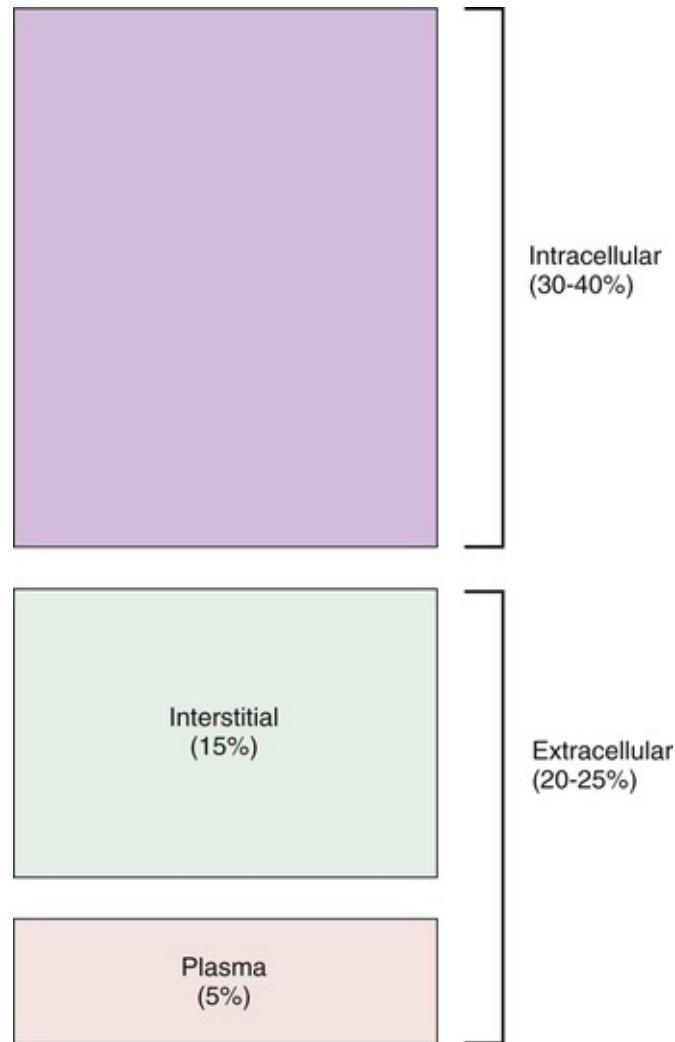 Intracellular
(30-40%)
Interstitial
(15%)
Extracellular
(20-25%)
Plasma
(5%)